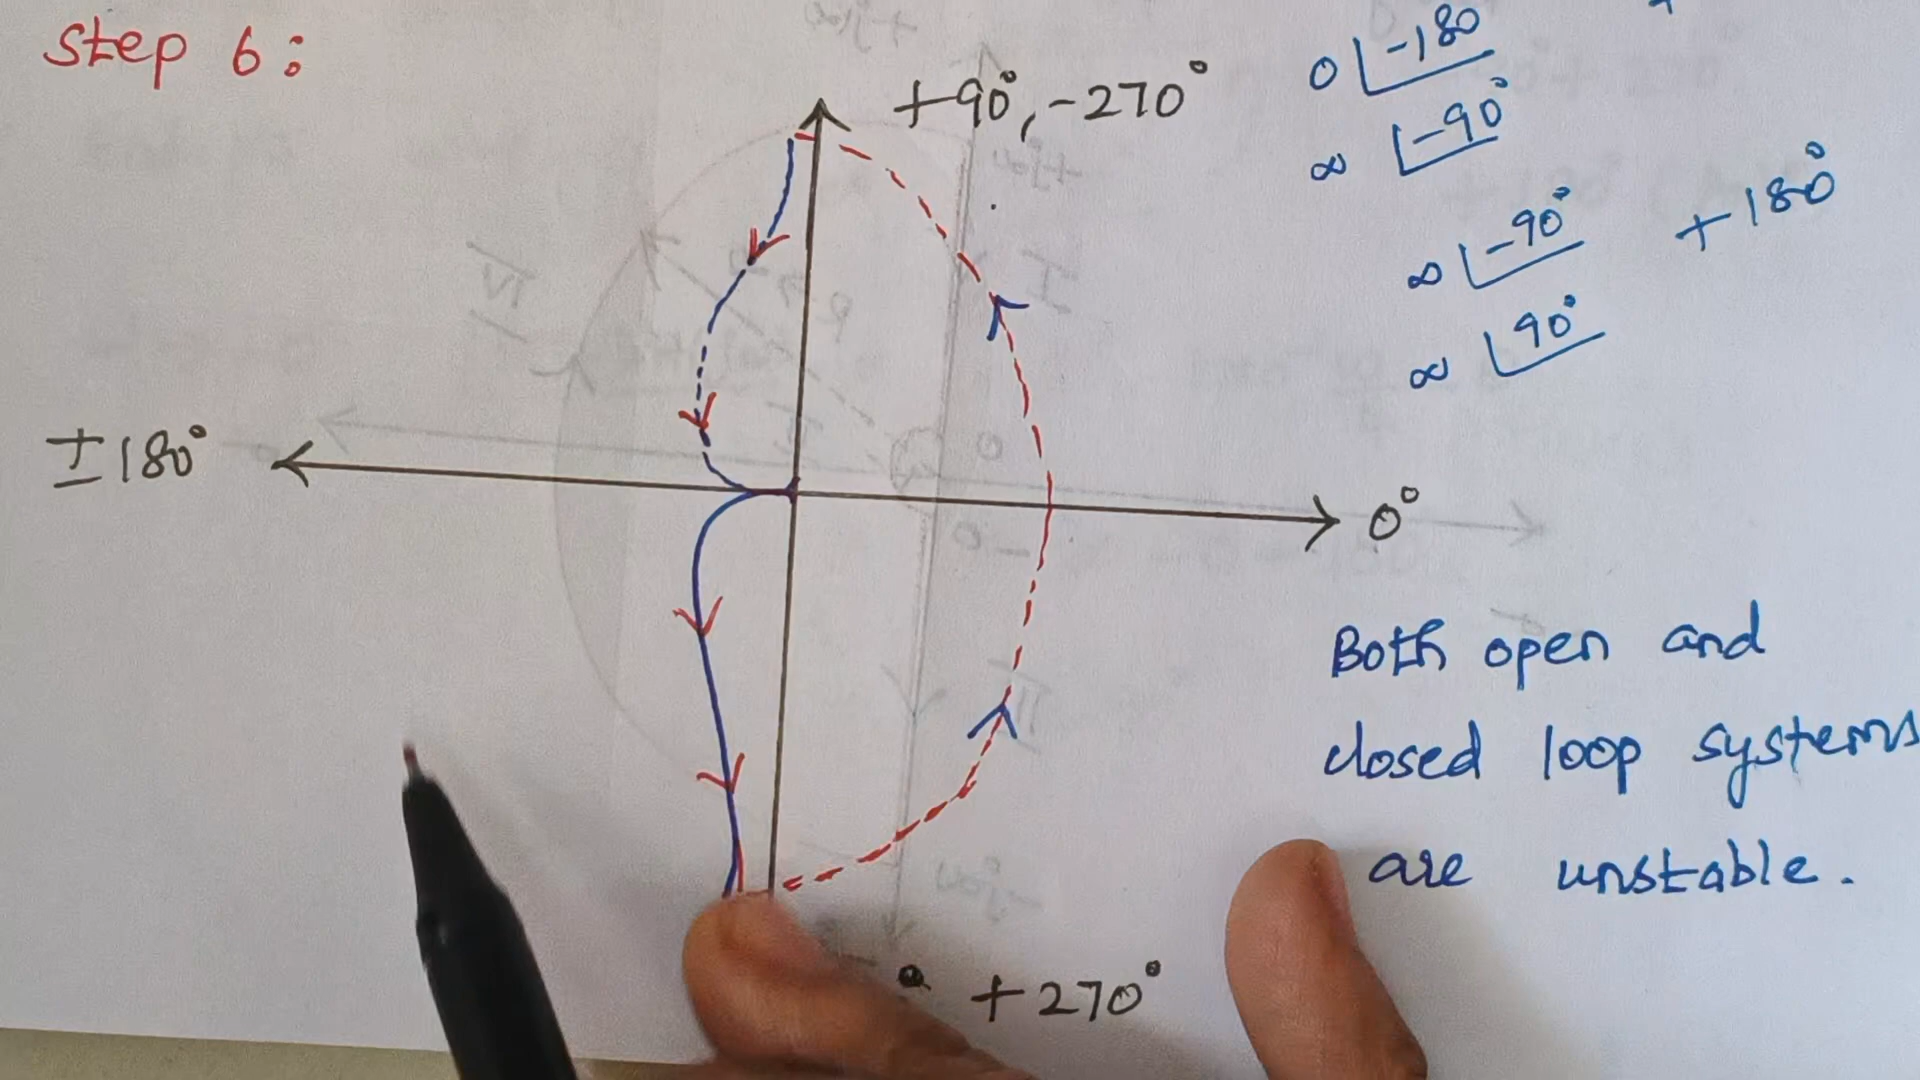 Step 6:
+90°, -270°
0 ∠-180
∞ ∠-90°
∞ ∠-90° +180°
∞ ∠90°
±180°
0°
Both open and
closed loop systems
are unstable.
+270°